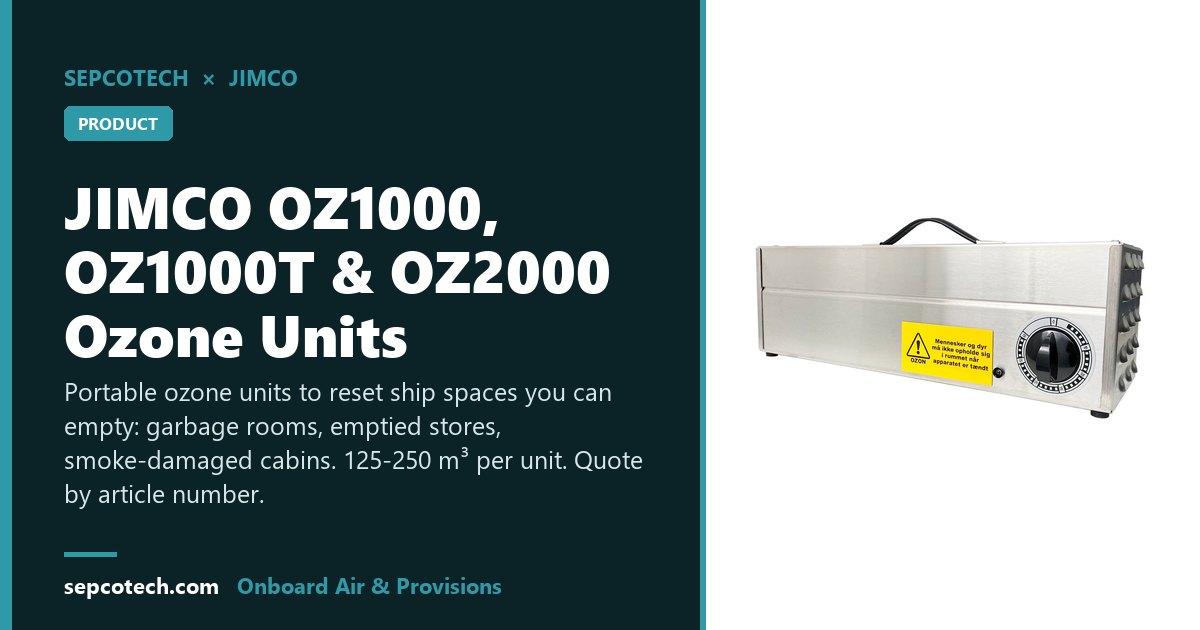 SEPCOTECH × JIMCO
PRODUCT
JIMCO OZ1000,
OZ1000T & OZ2000
Ozone Units
Portable ozone units to reset ship spaces you can
empty: garbage rooms, emptied stores,
smoke-damaged cabins. 125-250 m³ per unit. Quote
by article number.
sepcotech.com Onboard Air & Provisions
OZON
Mennesker og dyr
må ikke opholde sig
i rummet når
apparatet er tændt